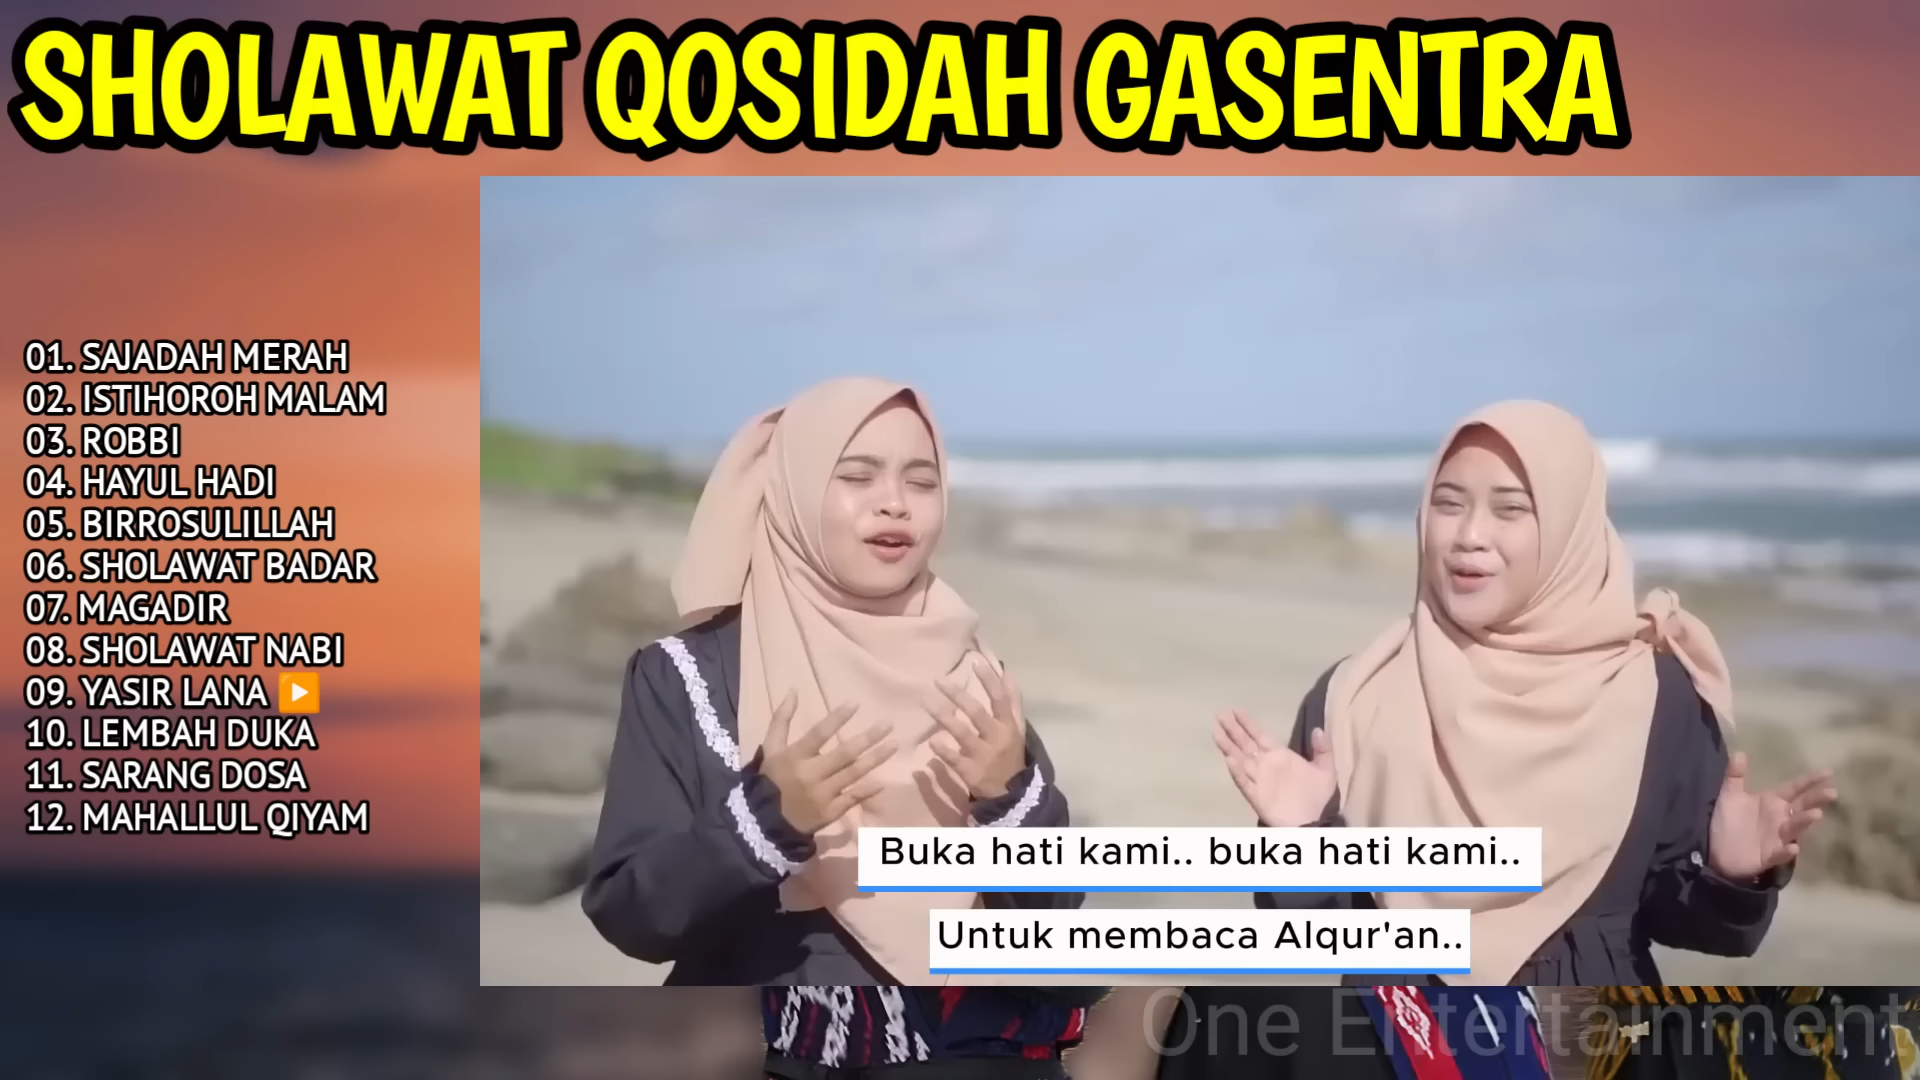 SHOLAWAT QOSIDAH GASENTRA
01. SAJADAH MERAH
02. ISTIHOROH MALAM
03. ROBBI
04. HAYUL HADI
05. BIRROSULILLAH
06. SHOLAWAT BADAR
07. MAGADIR
08. SHOLAWAT NABI
09. YASIR LANA ▶️
10. LEMBAH DUKA
11. SARANG DOSA
12. MAHALLUL QIYAM
Buka hati kami.. buka hati kami..
Untuk membaca Alqur'an..
One Entertainment